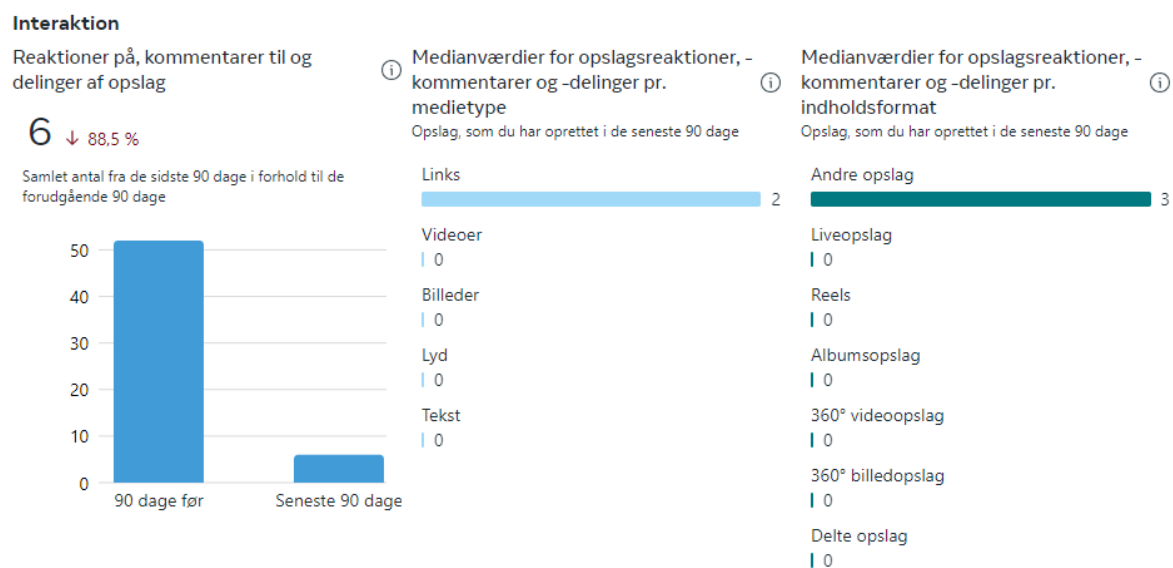 Interaktion
Reaktioner på, kommentarer til og
delinger af opslag
6 ↓ 88,5 %
Samlet antal fra de sidste 90 dage i forhold til de
forudgående 90 dage
50
40
30
20
10
0
90 dage før
Seneste 90 dage
Medianværdier for opslagsreaktioner, -
kommentarer og -delinger pr.
medietype
Opslag, som du har oprettet i de seneste 90 dage
Links
2
Videoer
0
Billeder
0
Lyd
0
Tekst
0
Medianværdier for opslagsreaktioner, -
kommentarer og -delinger pr.
indholdsformat
Opslag, som du har oprettet i de seneste 90 dage
Andre opslag
3
Liveopslag
0
Reels
0
Albumsopslag
0
360° videoopslag
0
360° billedopslag
0
Delte opslag
0